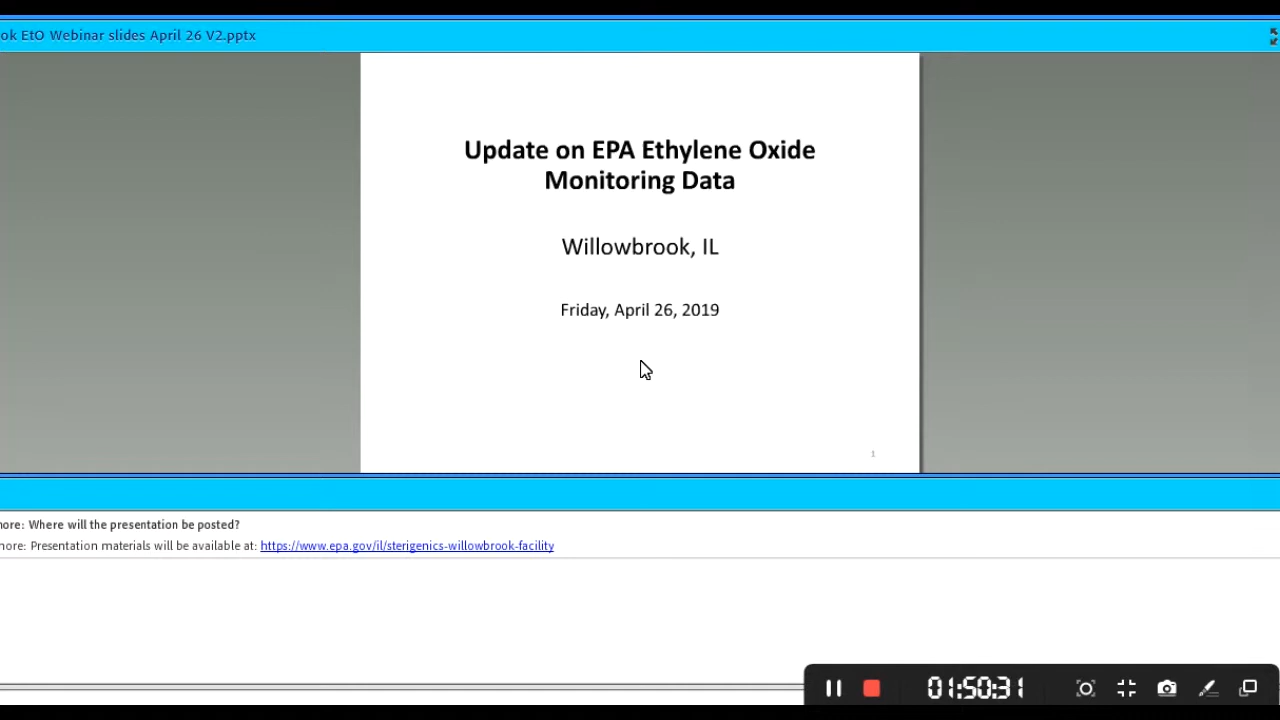 ok EtO Webinar slides April 26 V2.pptx
Update on EPA Ethylene Oxide
Monitoring Data
Willowbrook, IL
Friday, April 26, 2019
1
nore: Where will the presentation be posted?
nore: Presentation materials will be available at: https://www.epa.gov/il/sterigenics-willowbrook-facility
01:50:31